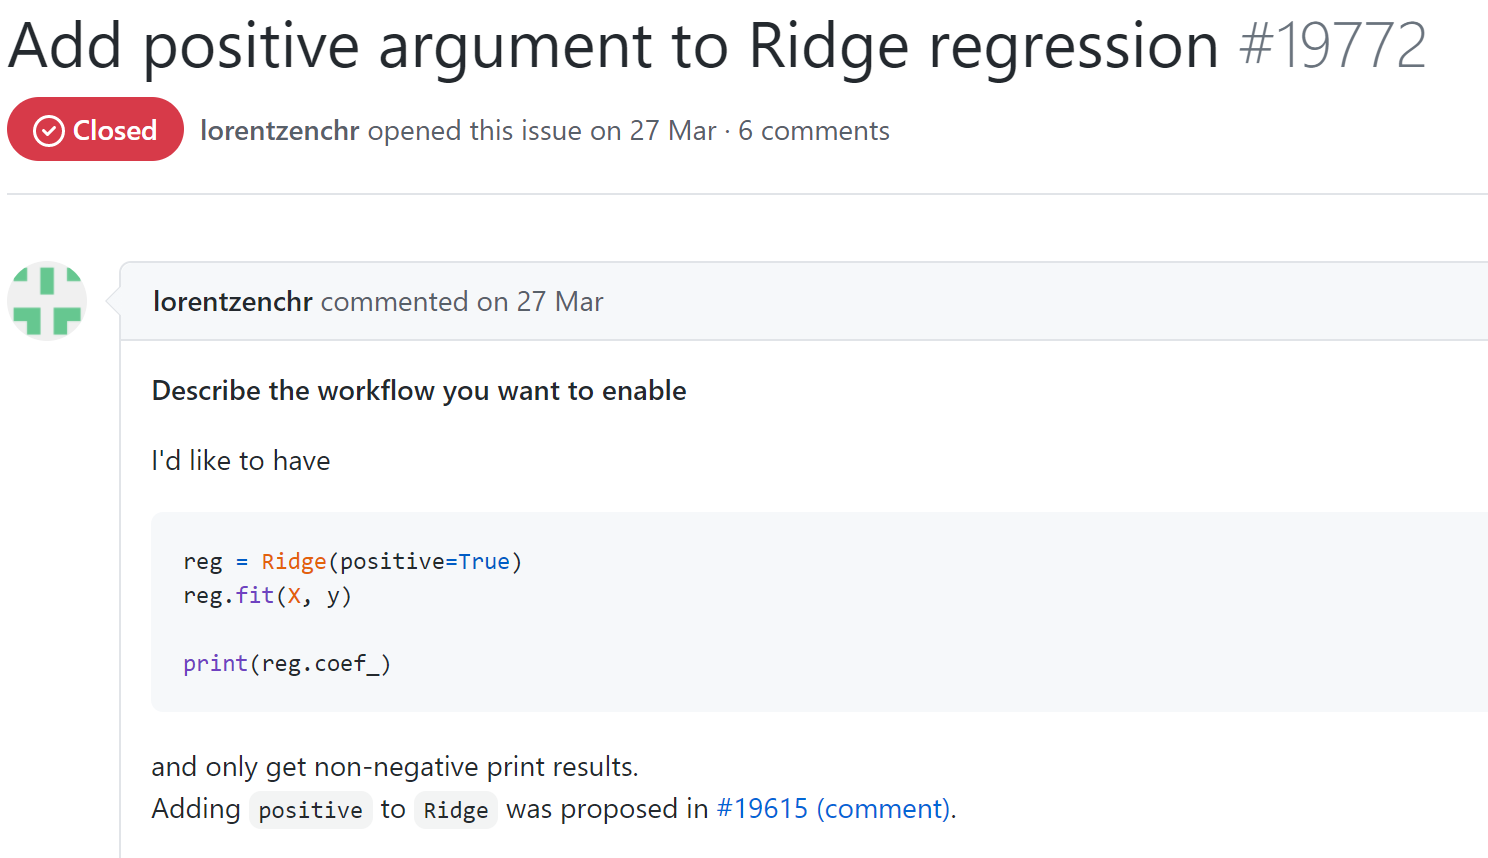 Add positive argument to Ridge regression #19772
Closed lorentzenchr opened this issue on 27 Mar · 6 comments
lorentzenchr commented on 27 Mar
Describe the workflow you want to enable
I'd like to have
reg = Ridge(positive=True)
reg.fit(X, y)
print(reg.coef_)
and only get non-negative print results.
Adding positive to Ridge was proposed in #19615 (comment).